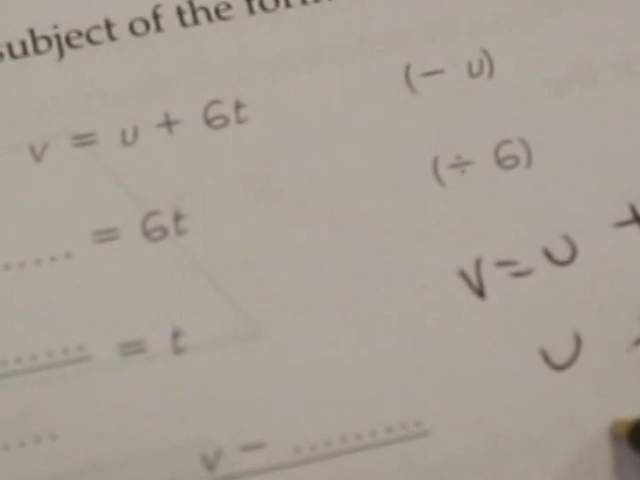 subject of the
v = u + 6t (- u)
......... = 6t (÷ 6)
......... = t v = u +
u
..... v - .........